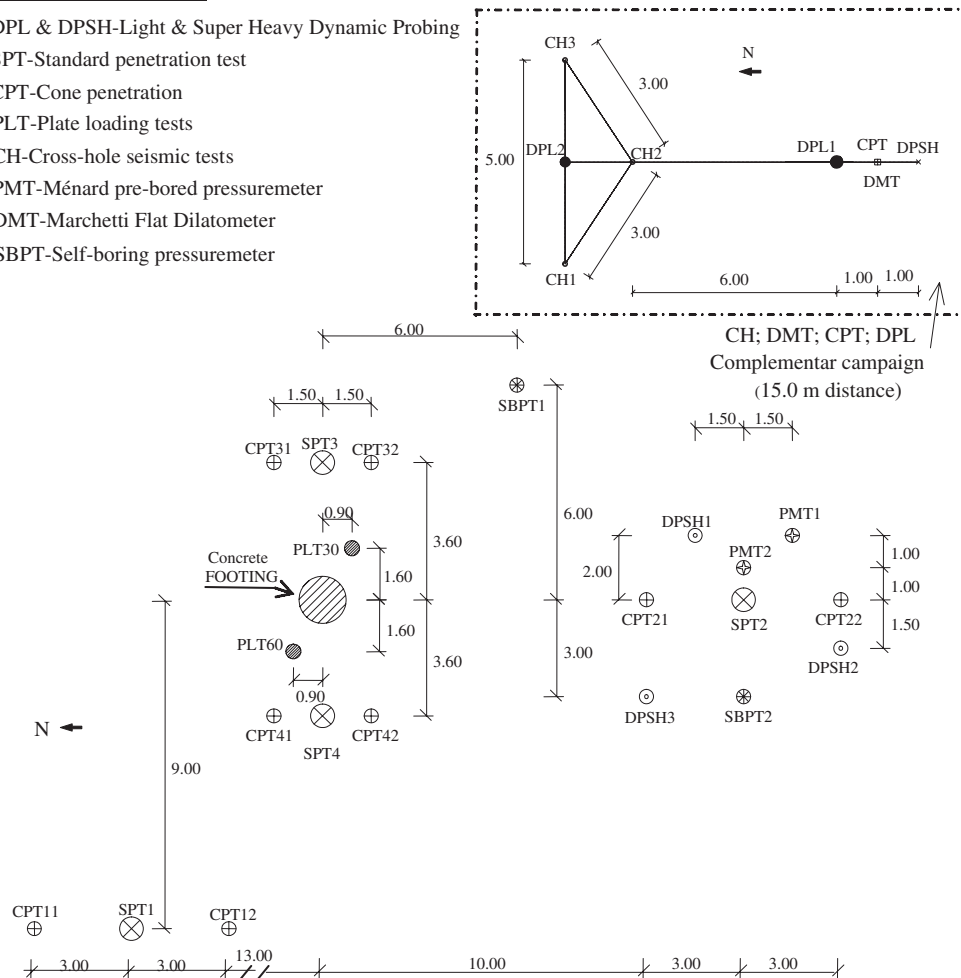 DPL & DPSH-Light & Super Heavy Dynamic Probing
SPT-Standard penetration test
CPT-Cone penetration
PLT-Plate loading tests
CH-Cross-hole seismic tests
PMT-Ménard pre-bored pressuremeter
DMT-Marchetti Flat Dilatometer
SBPT-Self-boring pressuremeter
CH3
N
3.00
5.00
DPL2
CH2
DPL1
CPT
DPSH
DMT
3.00
CH1
6.00
1.00
1.00
CH; DMT; CPT; DPL
Complementar campaign
(15.0 m distance)
6.00
SBPT1
1.50
1.50
1.50
1.50
CPT31
SPT3
CPT32
0.90
PLT30
3.60
6.00
DPSH1
PMT1
Concrete
FOOTING
1.60
2.00
PMT2
1.00
1.00
CPT21
SPT2
CPT22
1.60
1.50
PLT60
3.60
3.00
DPSH2
0.90
DPSH3
SBPT2
N
CPT41
SPT4
CPT42
9.00
CPT11
SPT1
CPT12
3.00
3.00
13.00
10.00
3.00
3.00